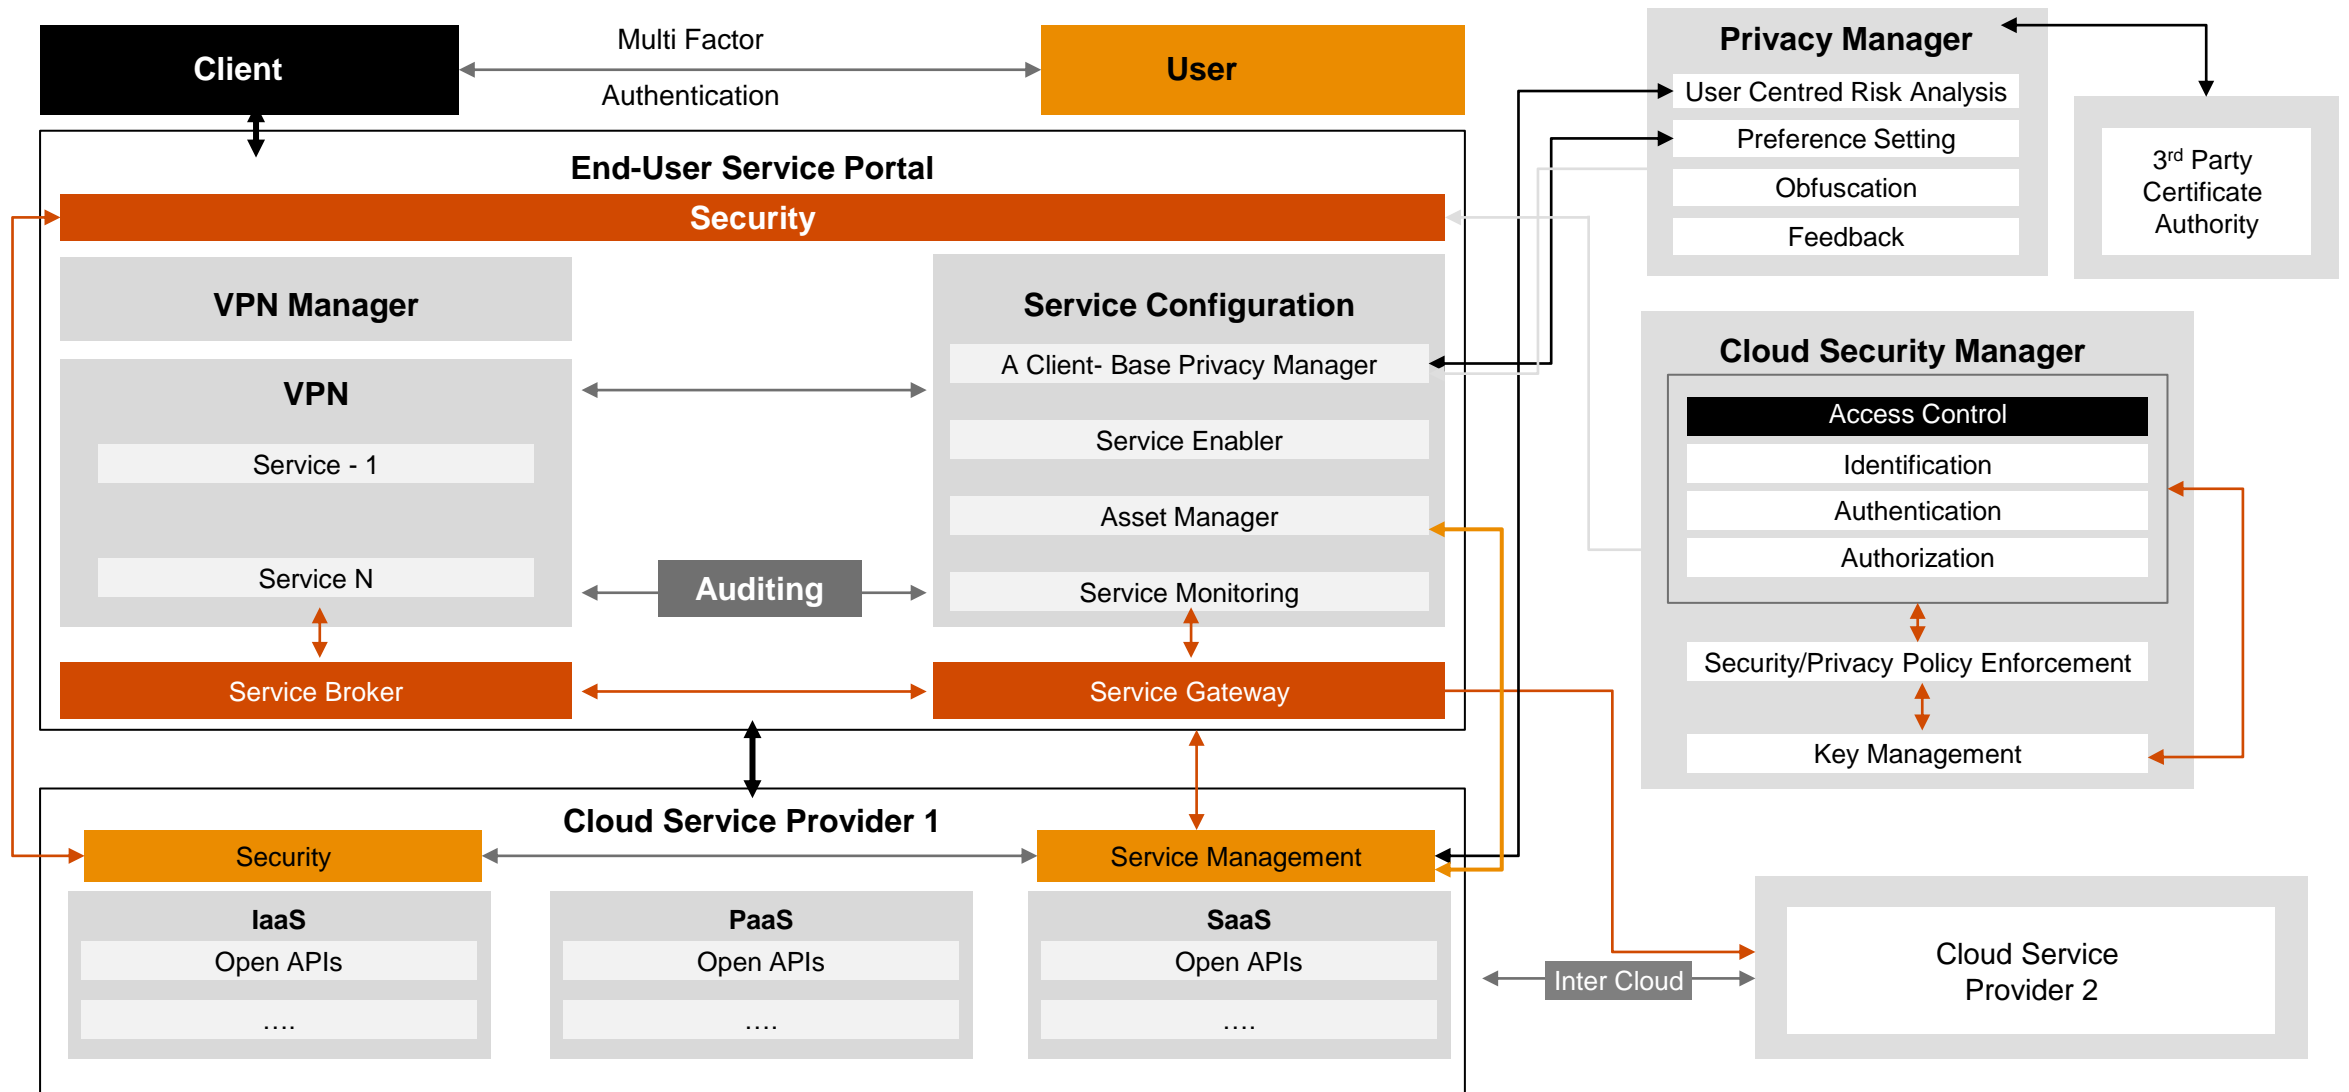 Client
Multi Factor
Authentication
User
End-User Service Portal
Security
VPN Manager
VPN
Service - 1
Service N
Auditing
Service Configuration
A Client- Base Privacy Manager
Service Enabler
Asset Manager
Service Monitoring
Service Broker
Service Gateway
Cloud Service Provider 1
Security
Service Management
IaaS
Open APIs
....
PaaS
Open APIs
....
SaaS
Open APIs
....
Privacy Manager
User Centred Risk Analysis
Preference Setting
Obfuscation
Feedback
3rd Party
Certificate
Authority
Cloud Security Manager
Access Control
Identification
Authentication
Authorization
Security/Privacy Policy Enforcement
Key Management
Inter Cloud
Cloud Service
Provider 2